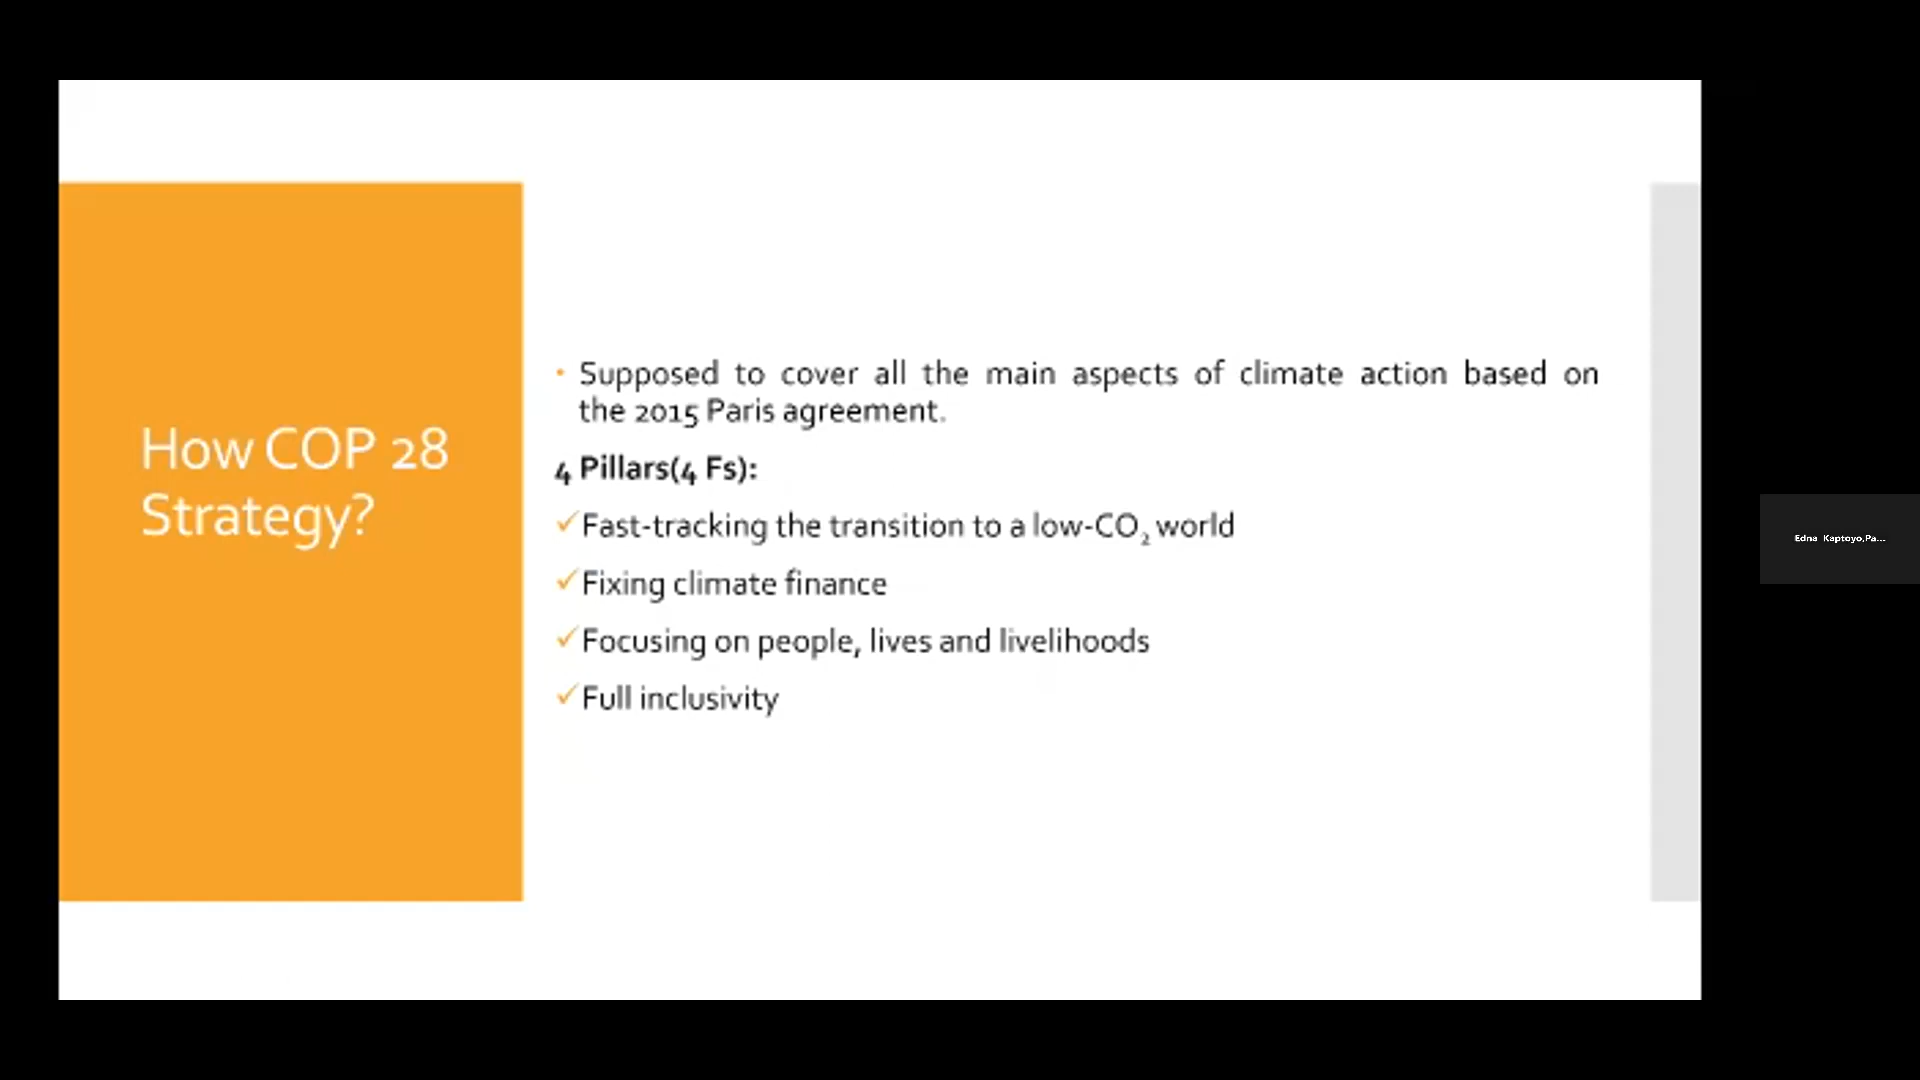 How COP 28
Strategy?
• Supposed to cover all the main aspects of climate action based on
the 2015 Paris agreement.
4 Pillars(4 Fs):
✓Fast-tracking the transition to a low-CO₂ world
✓Fixing climate finance
✓Focusing on people, lives and livelihoods
✓Full inclusivity
Edna Kaptoyo,Pa...